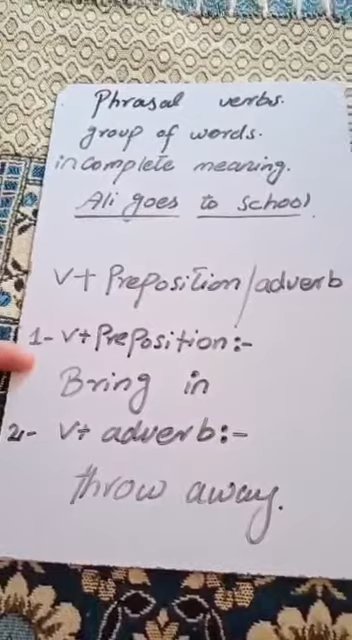 Phrasal verbs.
group of words.
incomplete meaning.
Ali goes to school.
V+ Preposition/adverb
1- V+Preposition:-
Bring in
2- V+ adverb:-
throw away.